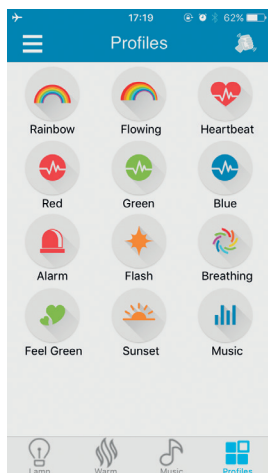 17:19 62%
Profiles
Rainbow Flowing Heartbeat
Red Green Blue
Alarm Flash Breathing
Feel Green Sunset Music
Lamp Warm Music Profiles